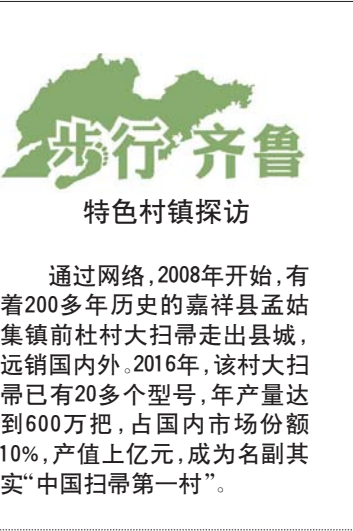 步行 齐鲁
特色村镇探访
通过网络,2008年开始,有
着200多年历史的嘉祥县孟姑
集镇前杜村大扫帚走出县城,
远销国内外。2016年,该村大扫
帚已有20多个型号,年产量达
到600万把,占国内市场份额
10%,产值上亿元,成为名副其
实“中国扫帚第一村”。